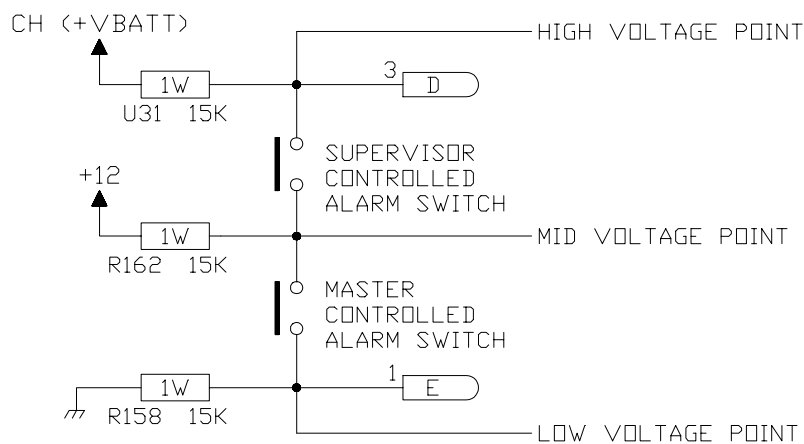 CH (+VBATT)
HIGH VOLTAGE POINT
3
1W
D
U31 15K
SUPERVISOR
CONTROLLED
ALARM SWITCH
+12
1W
MID VOLTAGE POINT
R162 15K
MASTER
CONTROLLED
ALARM SWITCH
1
1W
E
R158 15K
LOW VOLTAGE POINT